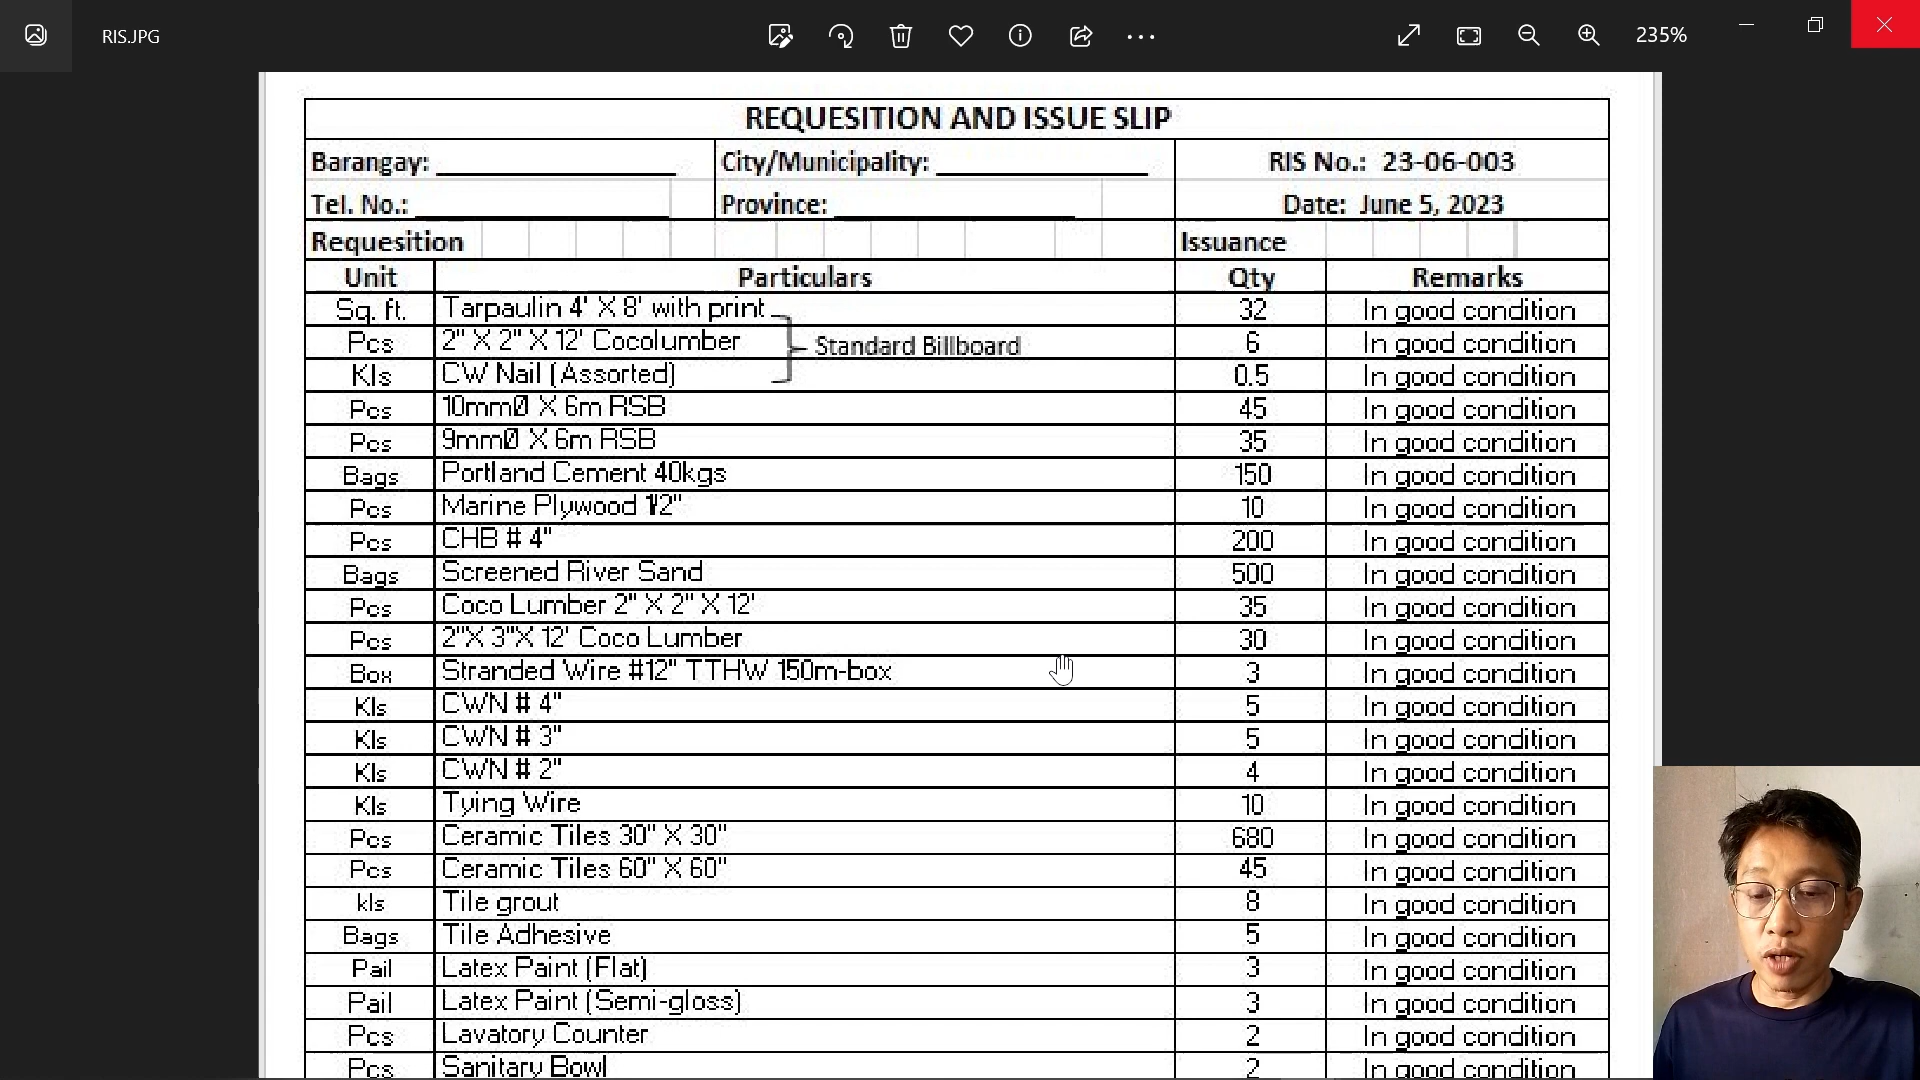 RIS.JPG
235%
REQUESITION AND ISSUE SLIP
Barangay: City/Municipality: RIS No.: 23-06-003
Tel. No.: Province: Date: June 5, 2023
Requesition Issuance
Unit Particulars Qty Remarks
Sq. ft. Tarpaulin 4' X 8' with print 32 In good condition
Pcs 2" X 2" X 12' Cocolumber Standard Billboard 6 In good condition
Kls CW Nail (Assorted) 0.5 In good condition
Pcs 10mmØ X 6m RSB 45 In good condition
Pcs 9mmØ X 6m RSB 35 In good condition
Bags Portland Cement 40kgs 150 In good condition
Pcs Marine Plywood 1/2" 10 In good condition
Pcs CHB # 4" 200 In good condition
Bags Screened River Sand 500 In good condition
Pcs Coco Lumber 2" X 2" X 12' 35 In good condition
Pcs 2"X 3"X 12' Coco Lumber 30 In good condition
Box Stranded Wire #12" TTHW 150m-box 3 In good condition
Kls CWN # 4" 5 In good condition
Kls CWN # 3" 5 In good condition
Kls CWN # 2" 4 In good condition
Kls Tying Wire 10 In good condition
Pcs Ceramic Tiles 30" X 30" 680 In good condition
Pcs Ceramic Tiles 60" X 60" 45 In good condition
kls Tile grout 8 In good condition
Bags Tile Adhesive 5 In good condition
Pail Latex Paint (Flat) 3 In good condition
Pail Latex Paint (Semi-gloss) 3 In good condition
Pcs Lavatory Counter 2 In good condition
Pcs Sanitary Bowl 2 In good condition